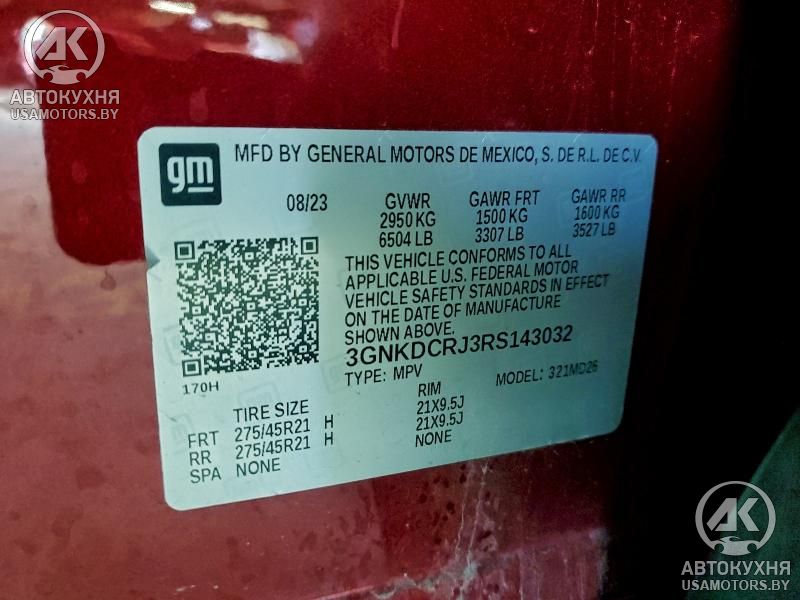 AK
АВТОКУХНЯ
USAMOTORS.BY
gm
MFD BY GENERAL MOTORS DE MEXICO, S. DE R.L. DE C.V.
08/23 GVWR GAWR FRT GAWR RR
2950 KG 1500 KG 1600 KG
6504 LB 3307 LB 3527 LB
THIS VEHICLE CONFORMS TO ALL
APPLICABLE U.S. FEDERAL MOTOR
VEHICLE SAFETY STANDARDS IN EFFECT
ON THE DATE OF MANUFACTURE
SHOWN ABOVE.
3GNKDCRJ3RS143032
170H TYPE: MPV MODEL: 321MD26
TIRE SIZE RIM
FRT 275/45R21 H 21X9.5J
RR 275/45R21 H 21X9.5J
SPA NONE NONE
AK
АВТОКУХНЯ
USAMOTORS.BY